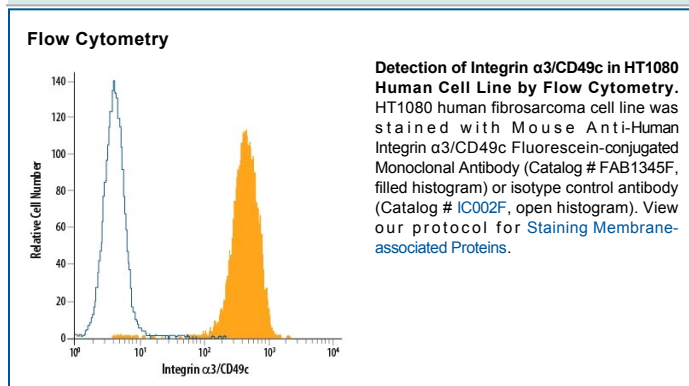 Flow Cytometry
140
120
100
80
60
40
20
0
Relative Cell Number
10⁰ 10¹ 10² 10³ 10⁴
Integrin α3/CD49c
Detection of Integrin α3/CD49c in HT1080
Human Cell Line by Flow Cytometry.
HT1080 human fibrosarcoma cell line was
stained with Mouse Anti-Human
Integrin α3/CD49c Fluorescein-conjugated
Monoclonal Antibody (Catalog # FAB1345F,
filled histogram) or isotype control antibody
(Catalog # IC002F, open histogram). View
our protocol for Staining Membrane-
associated Proteins.